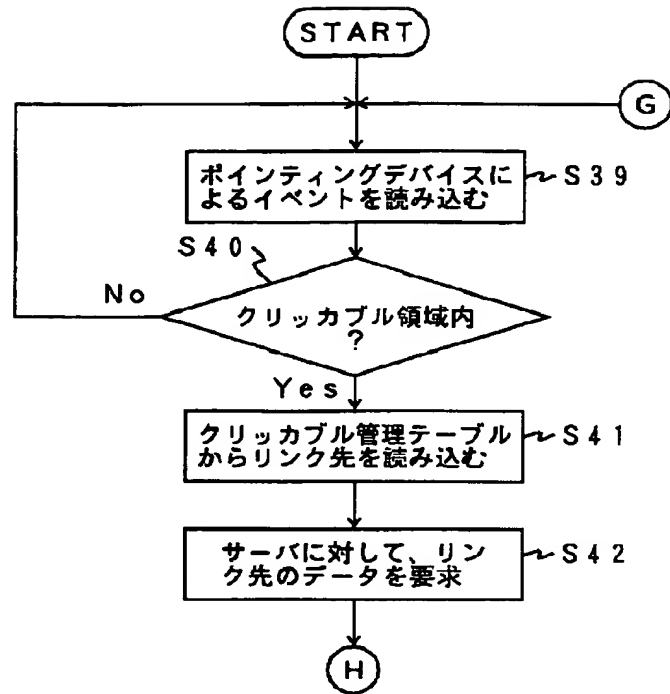 START
G
ポインティングデバイスに
よるイベントを読み込む
S39
S40
No
クリッカブル領域内
?
Yes
クリッカブル管理テーブル
からリンク先を読み込む
S41
サーバに対して、リン
ク先のデータを要求
S42
H